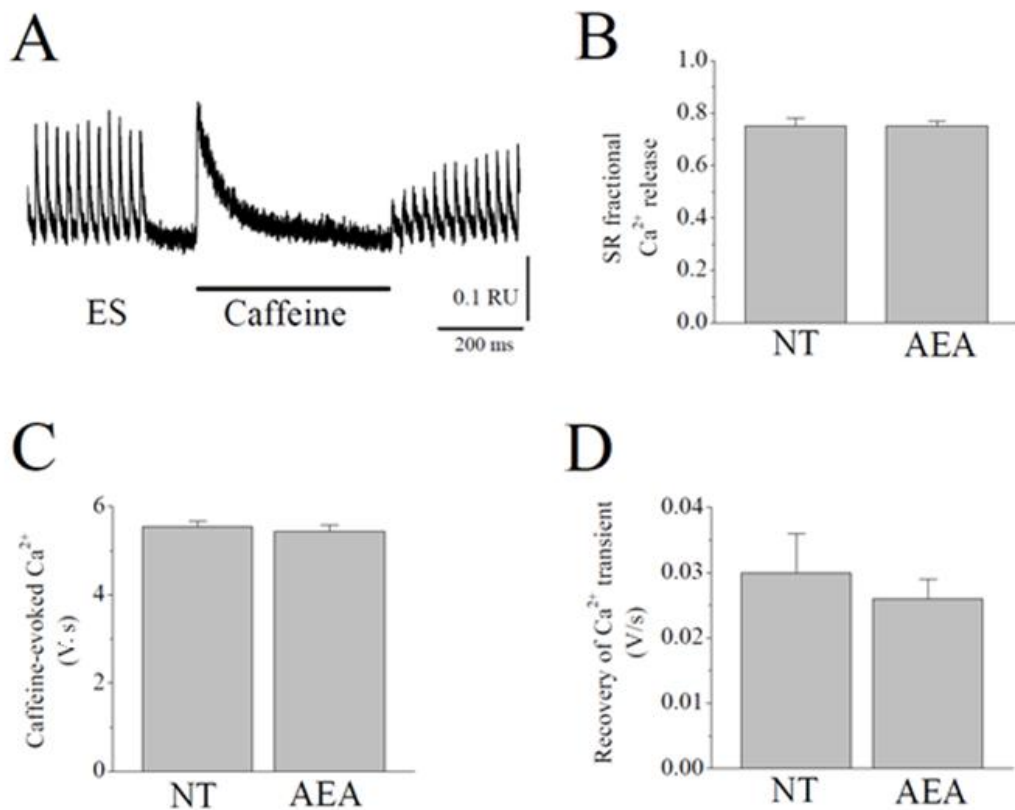 A
ES
Caffeine
0.1 RU
200 ms
B
SR fractional
Ca²⁺ release
1.0
0.8
0.6
0.4
0.2
0.0
NT
AEA
C
Caffeine-evoked Ca²⁺
(V. s)
6
4
2
0
NT
AEA
D
Recovery of Ca²⁺ transient
(V/s)
0.04
0.03
0.02
0.01
0.00
NT
AEA